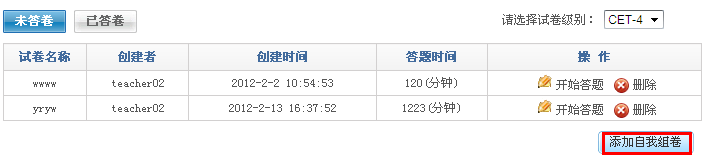 未答卷 已答卷 请选择试卷级别： CET-4
试卷名称 创建者 创建时间 答题时间 操 作
wwww teacher02 2012-2-2 10:54:53 120(分钟) 开始答题 删除
yryw teacher02 2012-2-13 16:37:52 1223(分钟) 开始答题 删除
添加自我组卷